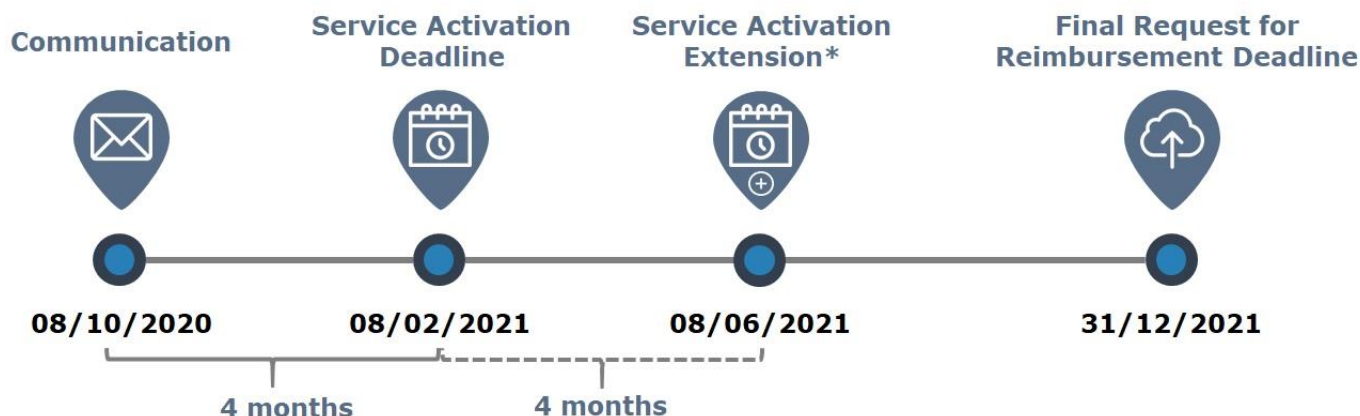 Communication
Service Activation
Deadline
Service Activation
Extension*
Final Request for
Reimbursement Deadline
08/10/2020
08/02/2021
08/06/2021
31/12/2021
4 months
4 months